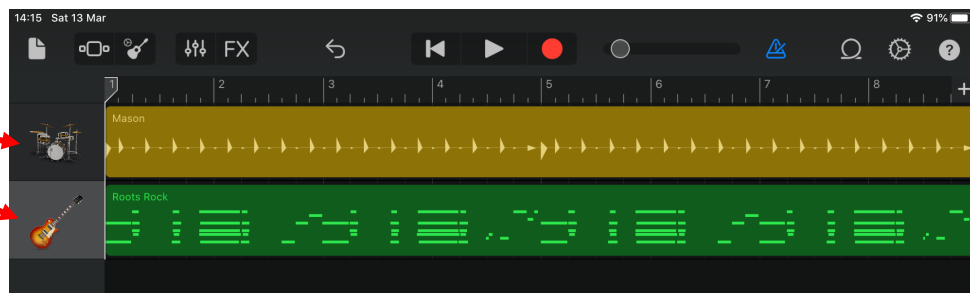 14:15 Sat 13 Mar 91%
FX ?
1 2 3 4 5 6 7 8 +
Mason
Roots Rock